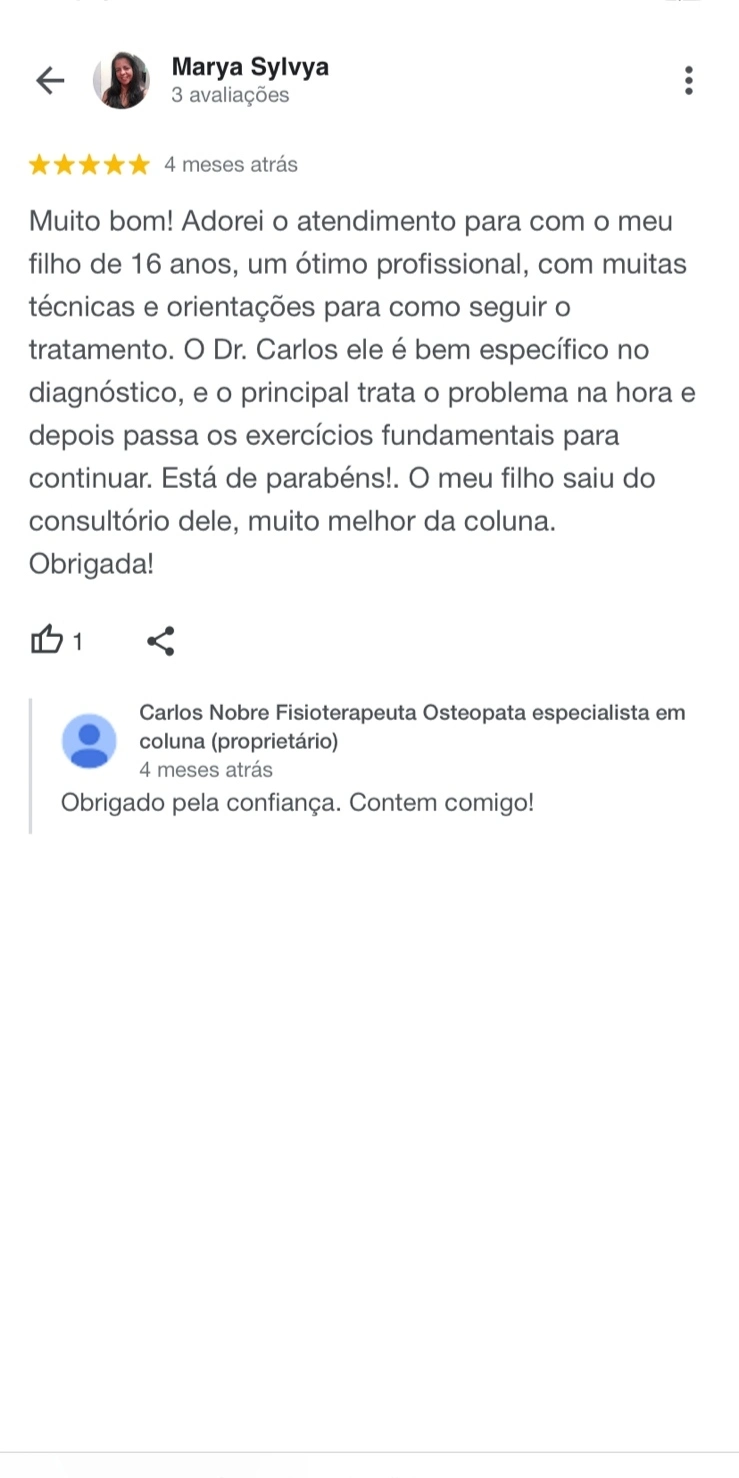 Marya Sylvya
3 avaliações
4 meses atrás
Muito bom! Adorei o atendimento para com o meu
filho de 16 anos, um ótimo profissional, com muitas
técnicas e orientações para como seguir o
tratamento. O Dr. Carlos ele é bem específico no
diagnóstico, e o principal trata o problema na hora e
depois passa os exercícios fundamentais para
continuar. Está de parabéns!. O meu filho saiu do
consultório dele, muito melhor da coluna.
Obrigada!
1
Carlos Nobre Fisioterapeuta Osteopata especialista em
coluna (proprietário)
4 meses atrás
Obrigado pela confiança. Contem comigo!